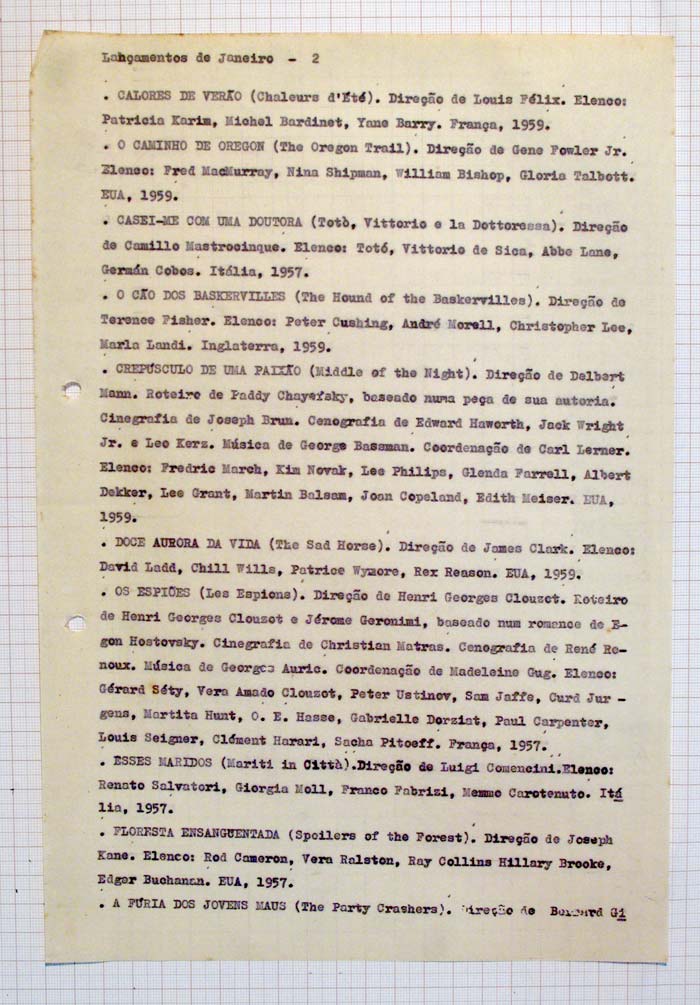 Lançamentos de Janeiro - 2
. CALORES DE VERÃO (Chaleurs d'Été). Direção de Louis Félix. Elenco:
Patricia Karim, Michel Bardinet, Yane Barry. França, 1959.
. O CAMINHO DE OREGON (The Oregon Trail). Direção de Gene Fowler Jr.
Elenco: Fred MacMurray, Nina Shipman, William Bishop, Gloria Talbott.
EUA, 1959.
. CASEI-ME COM UMA DOUTORA (Totò, Vittorio e la Dottoressa). Direção
de Camillo Mastrocinque. Elenco: Totó, Vittorio de Sica, Abbe Lane,
Germán Cobos. Itália, 1957.
. O CÃO DOS BASKERVILLES (The Hound of the Baskervilles). Direção de
Terence Fisher. Elenco: Peter Cushing, André Morell, Christopher Lee,
Marla Landi. Inglaterra, 1959.
. CREPÚSCULO DE UMA PAIXÃO (Middle of the Night). Direção de Delbert
Mann. Roteiro de Paddy Chayefsky, baseado numa peça de sua autoria.
Cinegrafia de Joseph Brun. Cenografia de Edward Haworth, Jack Wright
Jr. e Leo Kerz. Música de George Bassman. Coordenação de Carl Lerner.
Elenco: Fredric March, Kim Novak, Lee Philips, Glenda Farrell, Albert
Dekker, Lee Grant, Martin Balsam, Joan Copeland, Edith Meiser. EUA,
1959.
. DOCE AURORA DA VIDA (The Sad Horse). Direção de James Clark. Elenco:
David Ladd, Chill Wills, Patrice Wymore, Rex Reason. EUA, 1959.
. OS ESPIÕES (Les Espions). Direção de Henri Georges Clouzot. Roteiro
de Henri Georges Clouzot e Jérome Geronimi, baseado num romance de E-
gon Hostovsky. Cinegrafia de Christian Matras. Cenografia de René Re-
noux. Música de Georges Auric. Coordenação de Madeleine Gug. Elenco:
Gérard Séty, Vera Amado Clouzot, Peter Ustinov, Sam Jaffe, Curd Jur -
gens, Martita Hunt, O. E. Hasse, Gabrielle Dorziat, Paul Carpenter,
Louis Seigner, Clément Harari, Sacha Pitoeff. França, 1957.
. ESSES MARIDOS (Mariti in Città).Direção de Luigi Comencini.Elenco:
Renato Salvatori, Giorgia Moll, Franco Fabrizi, Memmo Carotenuto. Itá
lia, 1957.
. FLORESTA ENSANGUENTADA (Spoilers of the Forest). Direção de Joseph
Kane. Elenco: Rod Cameron, Vera Ralston, Ray Collins Hillary Brooke,
Edgar Buchanan. EUA, 1957.
. A FÚRIA DOS JOVENS MAUS (The Party Crashers). Direção de Bernard Gi